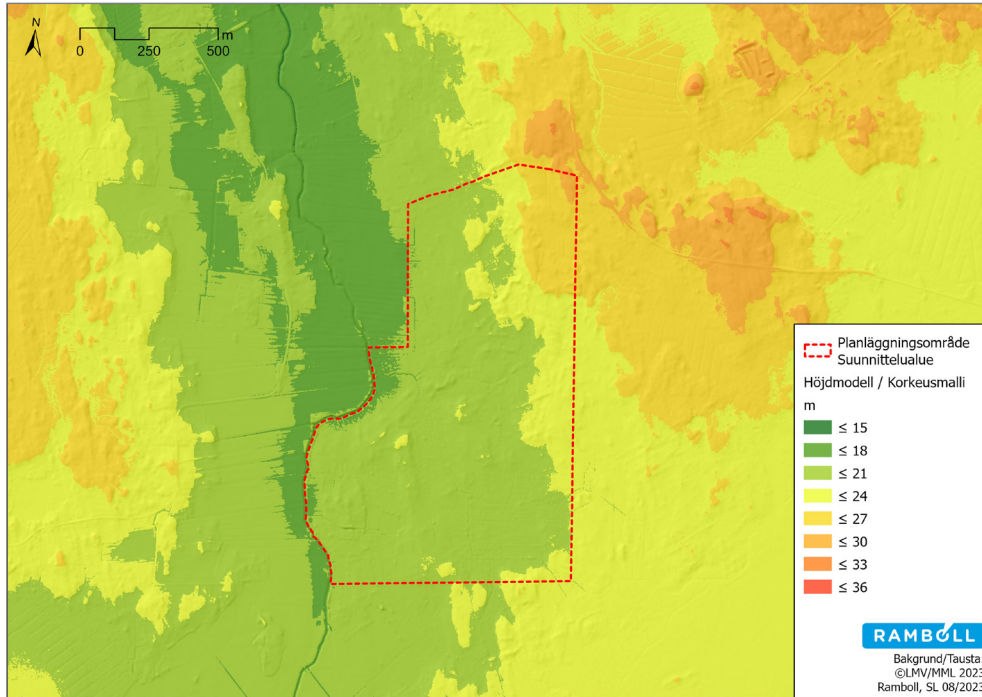 N
m
0 250 500
Planläggningsområde
Suunnittelualue
Höjdmodell / Korkeusmalli
m
≤ 15
≤ 18
≤ 21
≤ 24
≤ 27
≤ 30
≤ 33
≤ 36
RAMBOLL
Bakgrund/Tausta:
©LMV/MML 2023
Ramboll, SL 08/2023